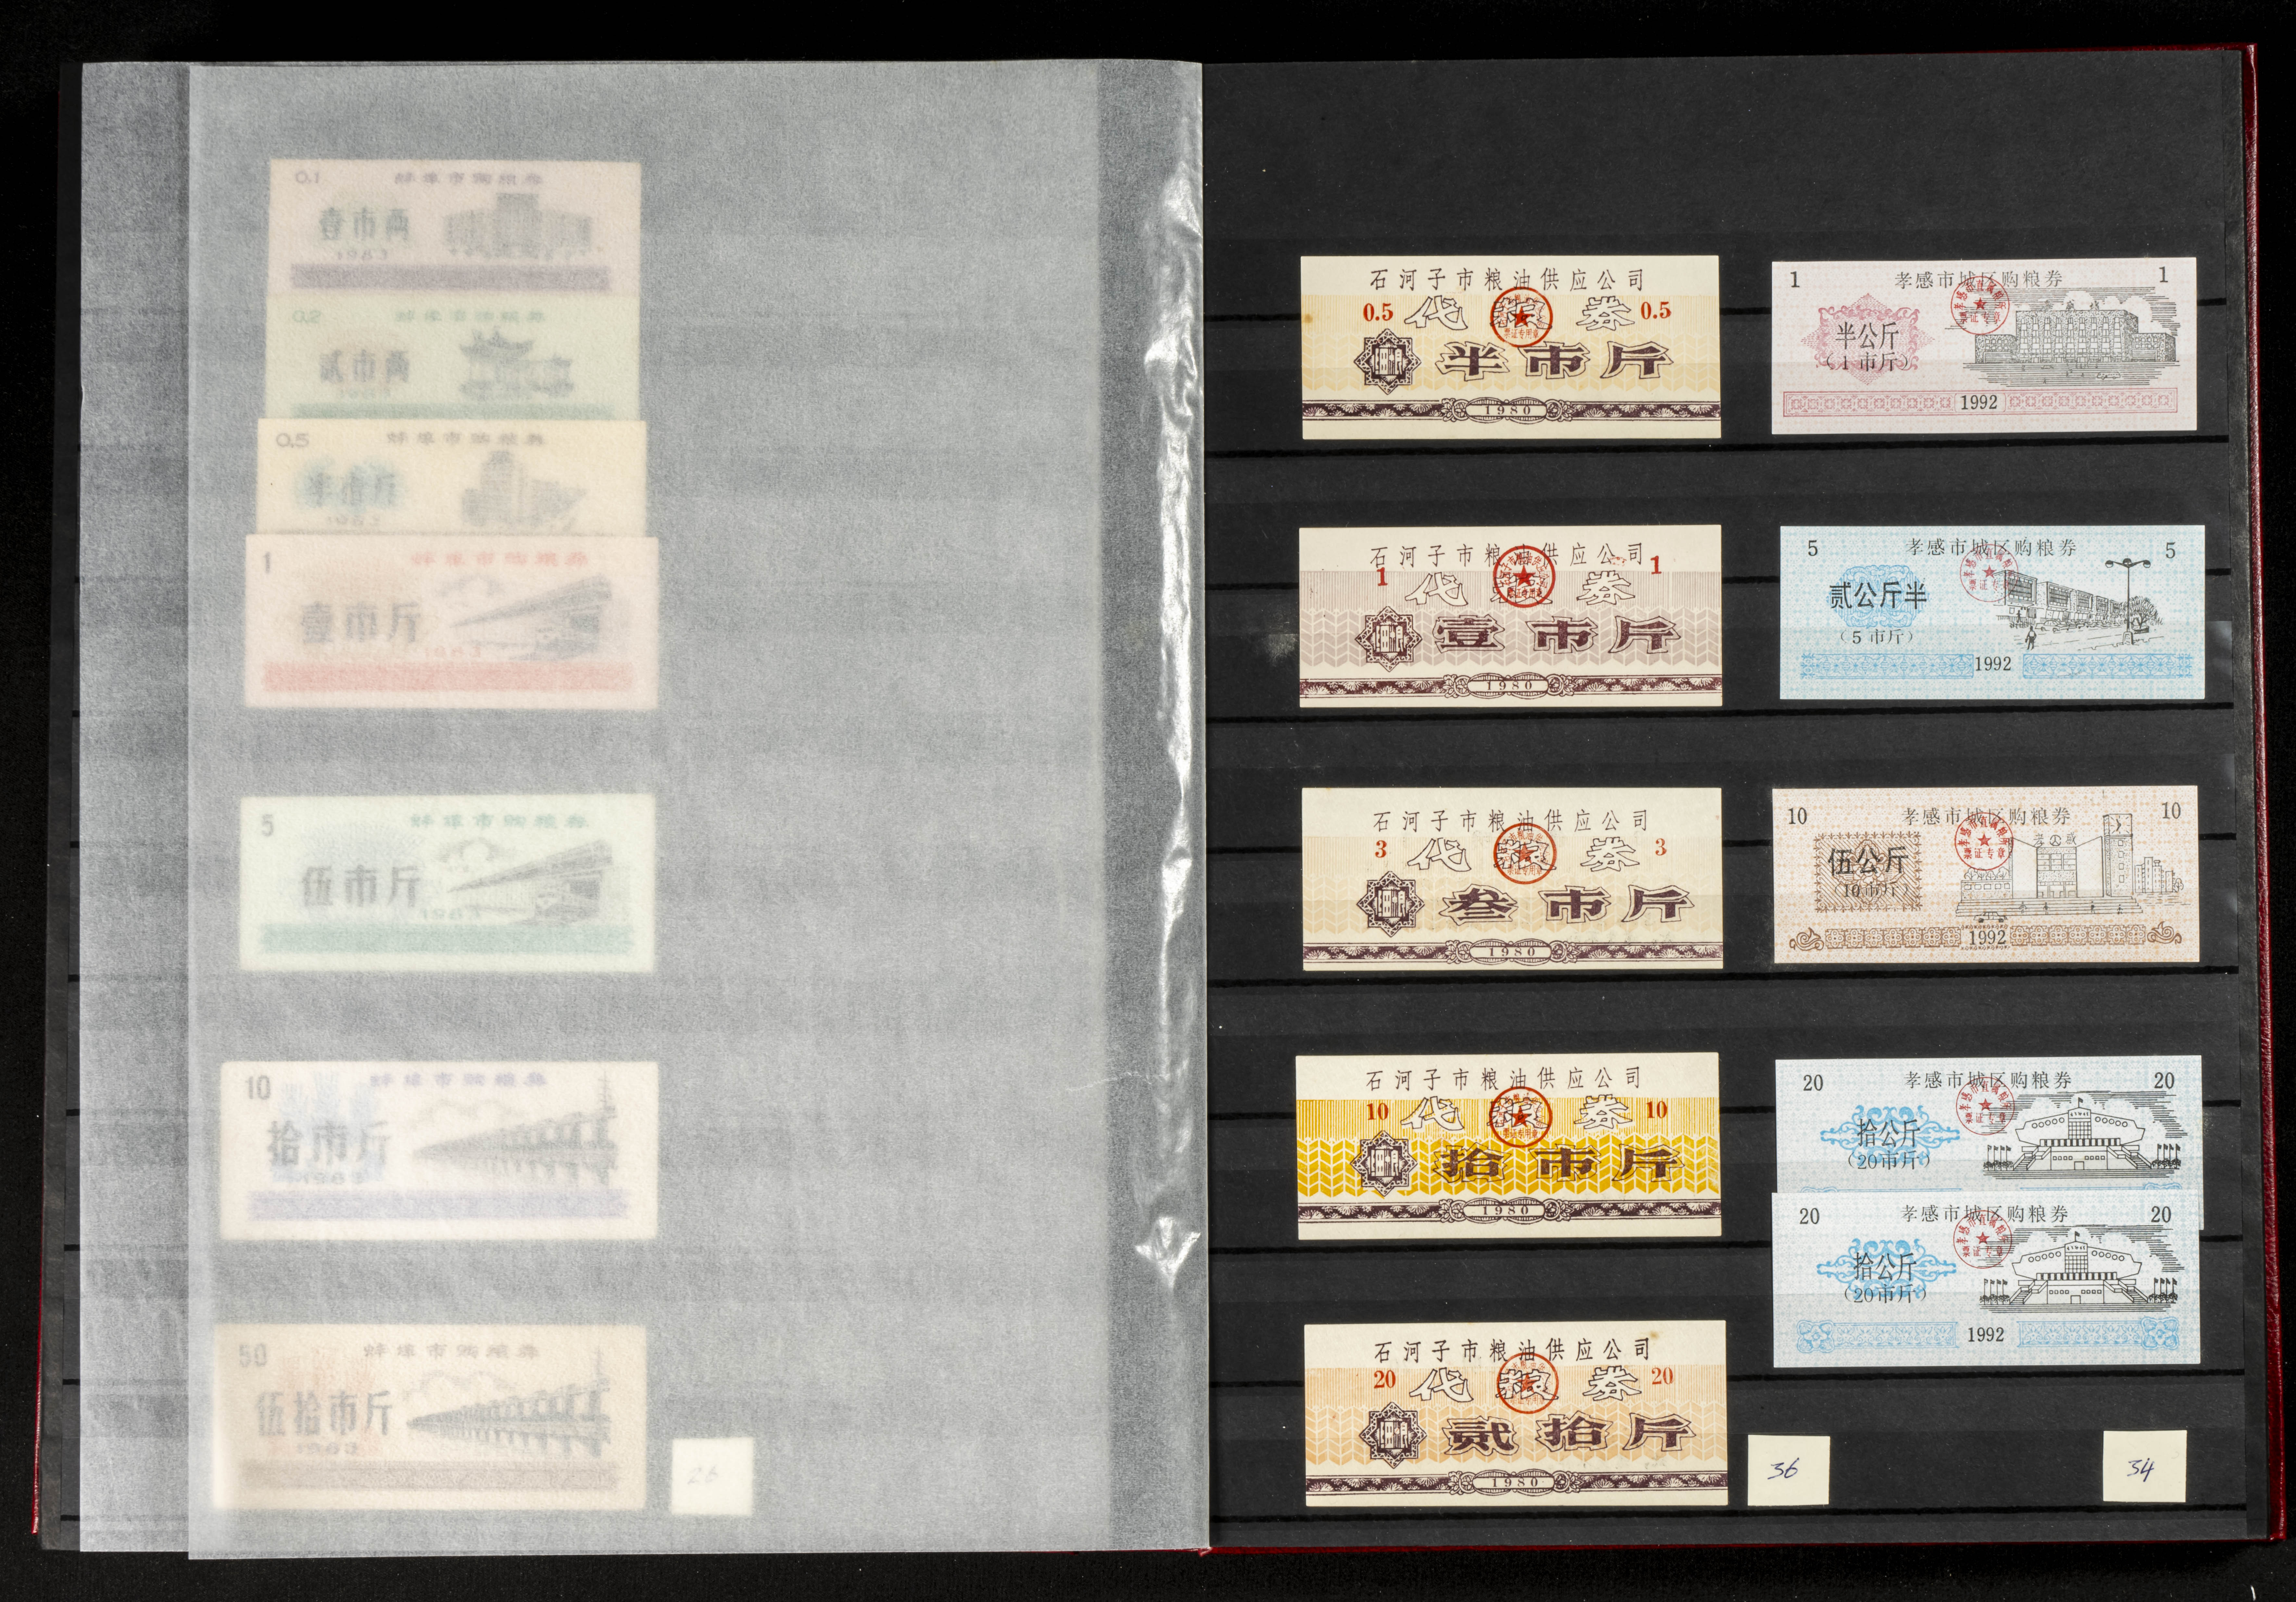 0.1 蚌埠市购粮券
壹市两
0.2 蚌埠市购粮券
贰市两
0.5 蚌埠市购粮券
半市斤
1 蚌埠市购粮券
壹市斤
5 蚌埠市购粮券
伍市斤
10 蚌埠市购粮券
拾市斤
50 蚌埠市购粮券
伍拾市斤
石河子市粮油供应公司
0.5 代粮券 0.5
半市斤
1980
石河子市粮油供应公司
1 代粮券 1
壹市斤
1980
石河子市粮油供应公司
3 代粮券 3
叁市斤
1980
石河子市粮油供应公司
10 代粮券 10
拾市斤
1980
石河子市粮油供应公司
20 代粮券 20
贰拾斤
1980
36
1 孝感市城区购粮券 1
半公斤
(1市斤)
1992
5 孝感市城区购粮券 5
贰公斤半
(5市斤)
1992
10 孝感市城区购粮券 10
伍公斤
(10市斤)
1992
20 孝感市城区购粮券 20
拾公斤
(20市斤)
20 孝感市城区购粮券 20
拾公斤
(20市斤)
1992
34